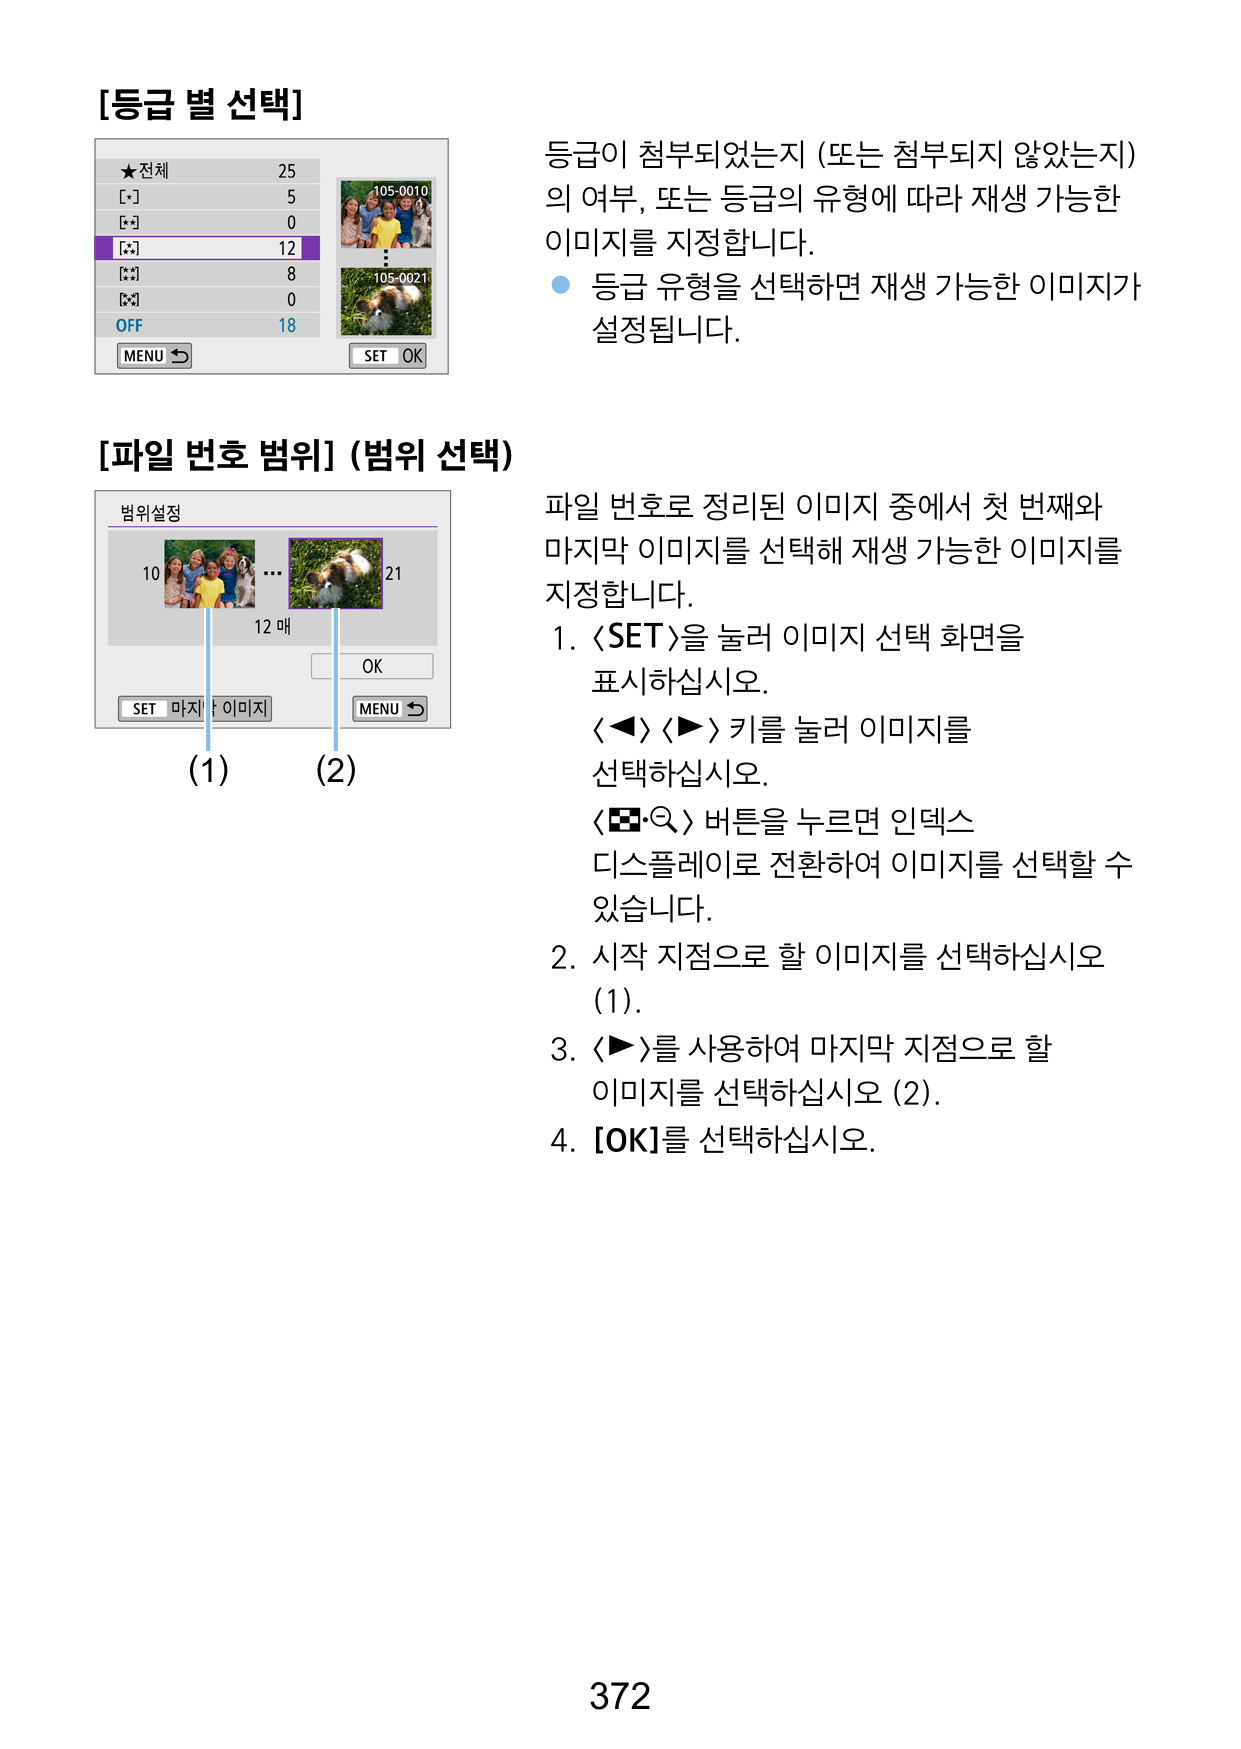 [등급 별 선택]
★전체 25
[★] 5
[★★] 0
[★★★] 12
[★★★★] 8
[★★★★★] 0
OFF 18
105-0010
105-0021
MENU
SET OK
등급이 첨부되었는지 (또는 첨부되지 않았는지)
의 여부, 또는 등급의 유형에 따라 재생 가능한
이미지를 지정합니다.
● 등급 유형을 선택하면 재생 가능한 이미지가
설정됩니다.
[파일 번호 범위] (범위 선택)
범위설정
10 ... 21
12 매
OK
SET 마지막 이미지
MENU
(1) (2)
파일 번호로 정리된 이미지 중에서 첫 번째와
마지막 이미지를 선택해 재생 가능한 이미지를
지정합니다.
1. <SET>을 눌러 이미지 선택 화면을
표시하십시오.
<◀> <▶> 키를 눌러 이미지를
선택하십시오.
< > 버튼을 누르면 인덱스
디스플레이로 전환하여 이미지를 선택할 수
있습니다.
2. 시작 지점으로 할 이미지를 선택하십시오
(1).
3. <▶>를 사용하여 마지막 지점으로 할
이미지를 선택하십시오 (2).
4. [OK]를 선택하십시오.
372